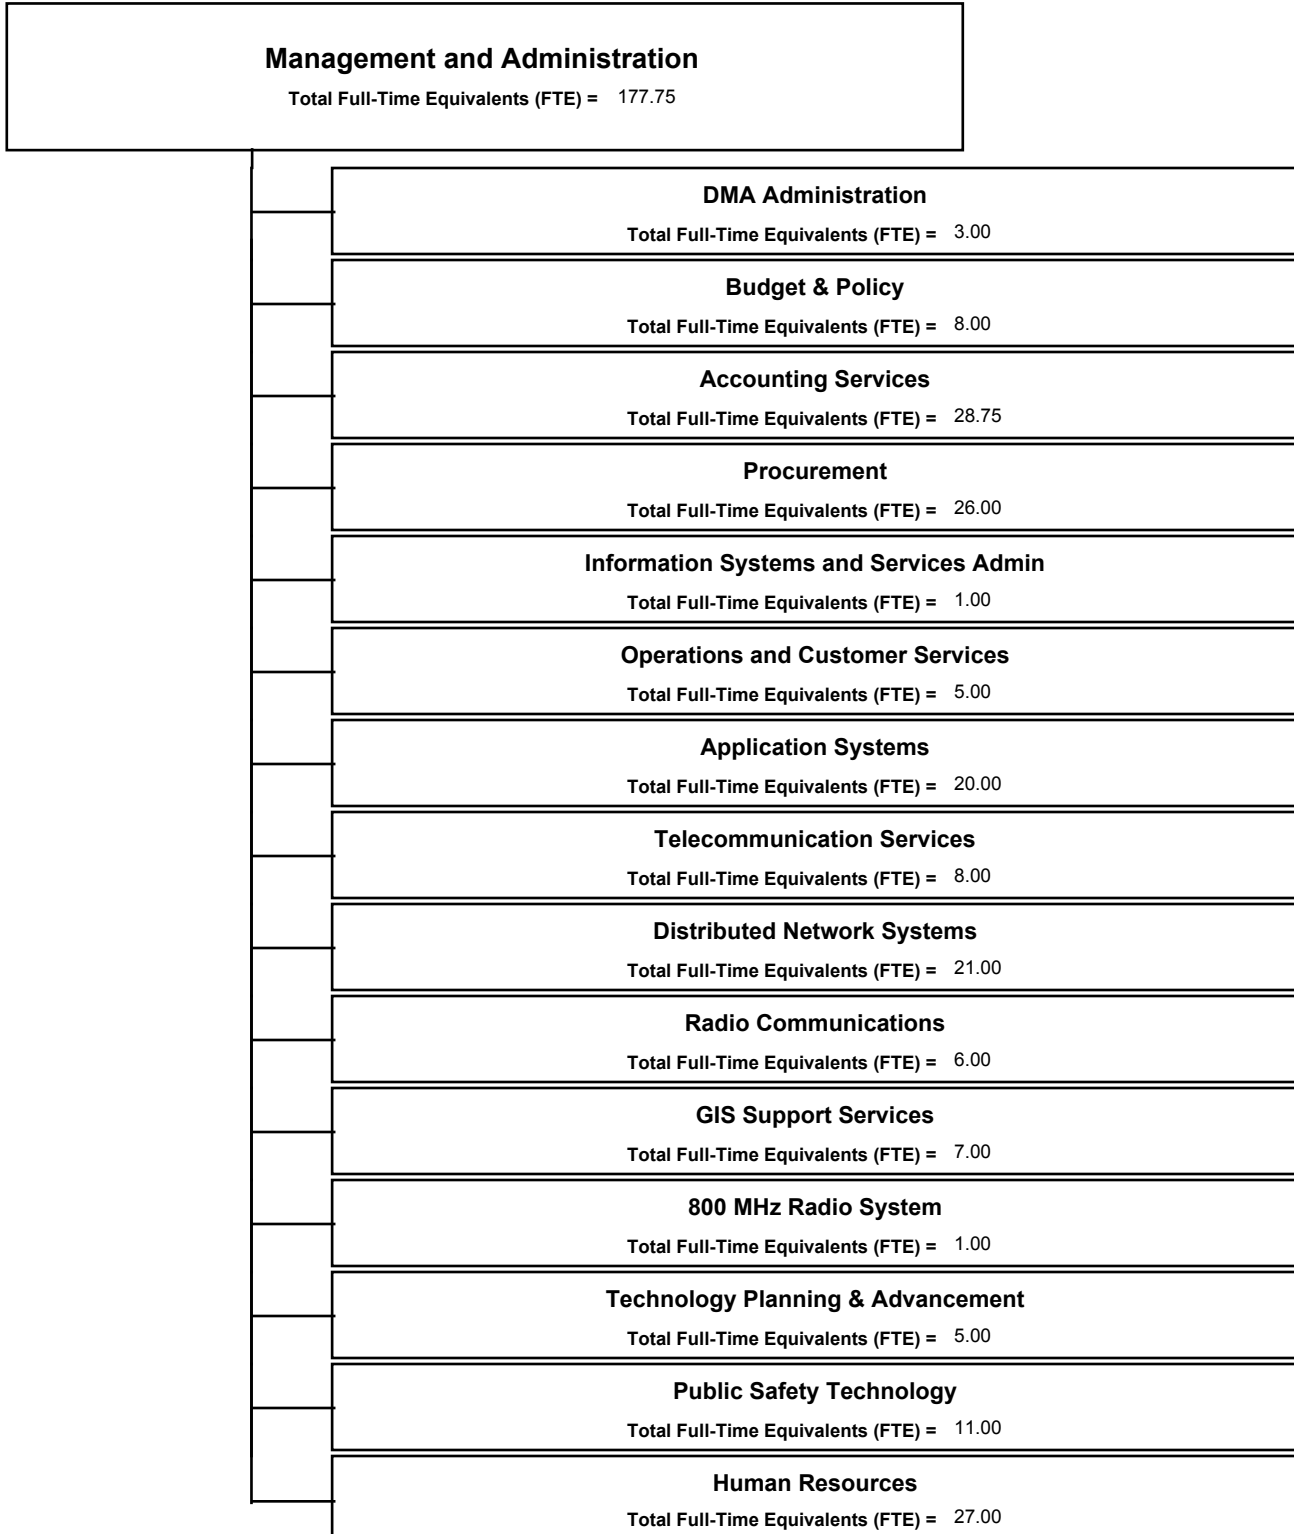 Management and Administration
Total Full-Time Equivalents (FTE) = 177.75
DMA Administration
Total Full-Time Equivalents (FTE) = 3.00
Budget & Policy
Total Full-Time Equivalents (FTE) = 8.00
Accounting Services
Total Full-Time Equivalents (FTE) = 28.75
Procurement
Total Full-Time Equivalents (FTE) = 26.00
Information Systems and Services Admin
Total Full-Time Equivalents (FTE) = 1.00
Operations and Customer Services
Total Full-Time Equivalents (FTE) = 5.00
Application Systems
Total Full-Time Equivalents (FTE) = 20.00
Telecommunication Services
Total Full-Time Equivalents (FTE) = 8.00
Distributed Network Systems
Total Full-Time Equivalents (FTE) = 21.00
Radio Communications
Total Full-Time Equivalents (FTE) = 6.00
GIS Support Services
Total Full-Time Equivalents (FTE) = 7.00
800 MHz Radio System
Total Full-Time Equivalents (FTE) = 1.00
Technology Planning & Advancement
Total Full-Time Equivalents (FTE) = 5.00
Public Safety Technology
Total Full-Time Equivalents (FTE) = 11.00
Human Resources
Total Full-Time Equivalents (FTE) = 27.00